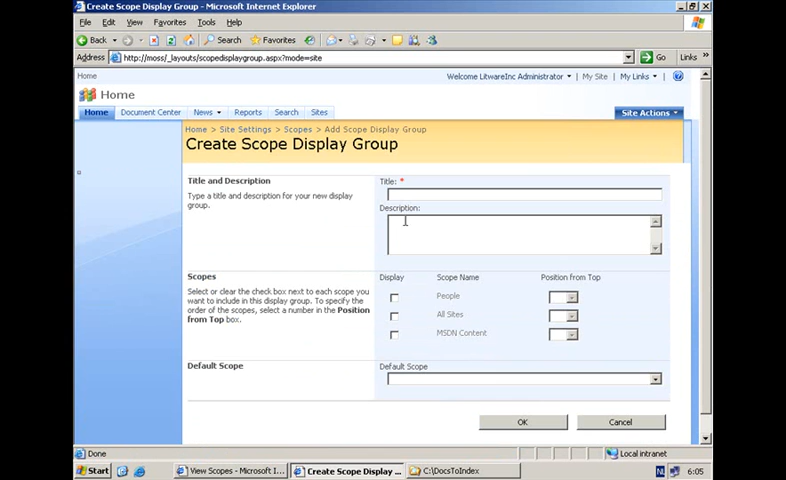 Create Scope Display Group - Microsoft Internet Explorer
File Edit View Favorites Tools Help
Back Search Favorites
Address http://moss/_layouts/scopedisplaygroup.aspx?mode=site Go Links »
Home Welcome LitwareInc Administrator My Site My Links
Home
Home Document Center News Reports Search Sites Site Actions
Home > Site Settings > Scopes > Add Scope Display Group
Create Scope Display Group
Title and Description
Type a title and description for your new display
group.
Title: *
Description:
Scopes
Select or clear the check box next to each scope you
want to include in this display group. To specify the
order of the scopes, select a number in the Position
from Top box.
Display Scope Name Position from Top
People
All Sites
MSDN Content
Default Scope
Default Scope
OK Cancel
Done Local intranet
Start View Scopes - Microsoft I... Create Scope Display ... C:\DocsToIndex NL 6:05